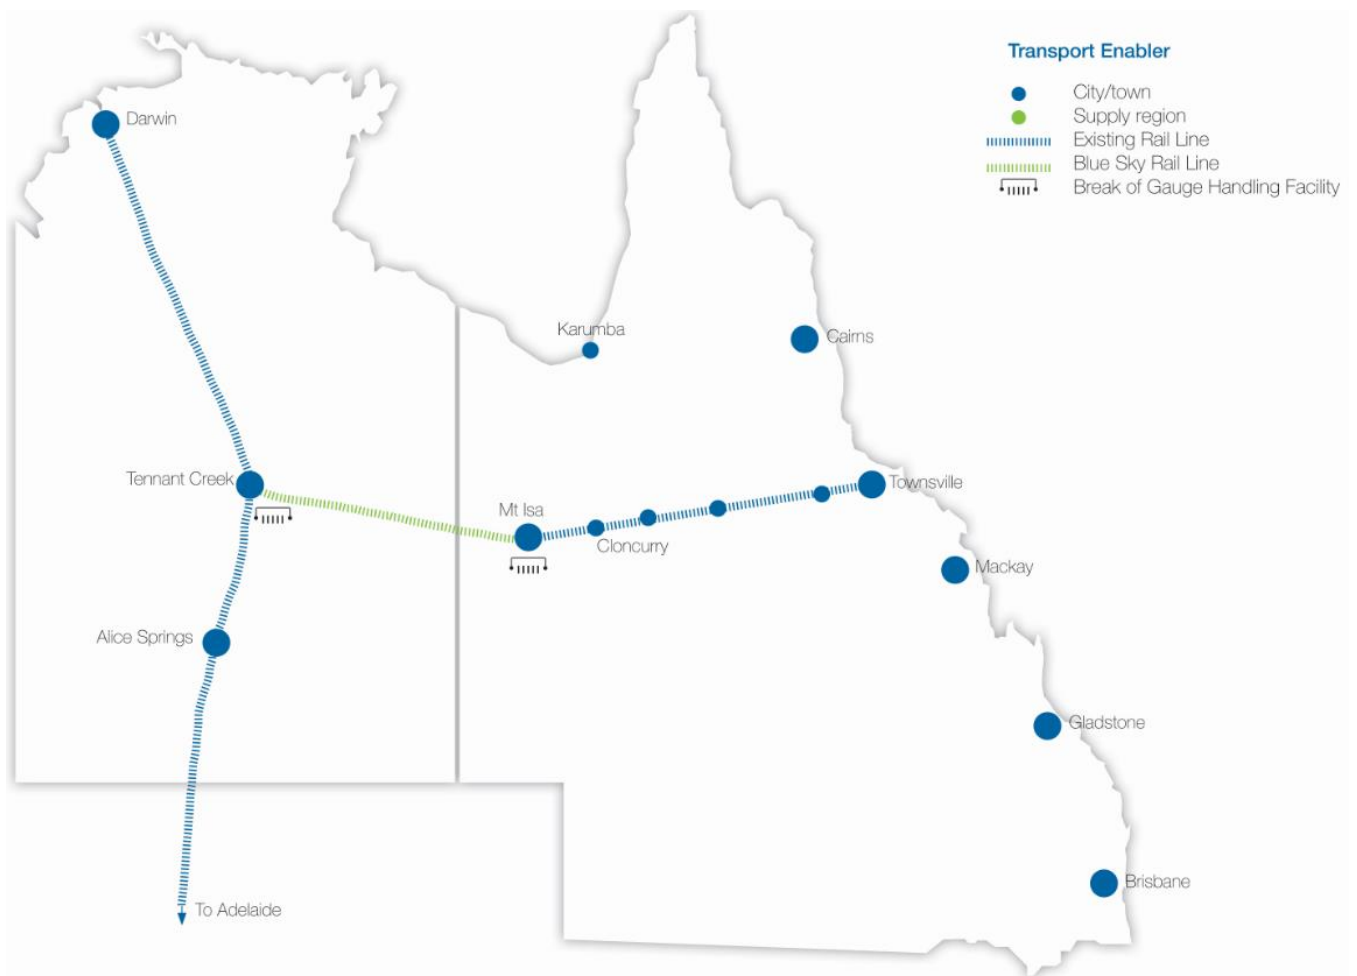 Transport Enabler
City/town
Supply region
Existing Rail Line
Blue Sky Rail Line
Break of Gauge Handling Facility
Darwin
Karumba
Cairns
Tennant Creek
Mt Isa
Townsville
Cloncurry
Mackay
Alice Springs
Gladstone
Brisbane
To Adelaide